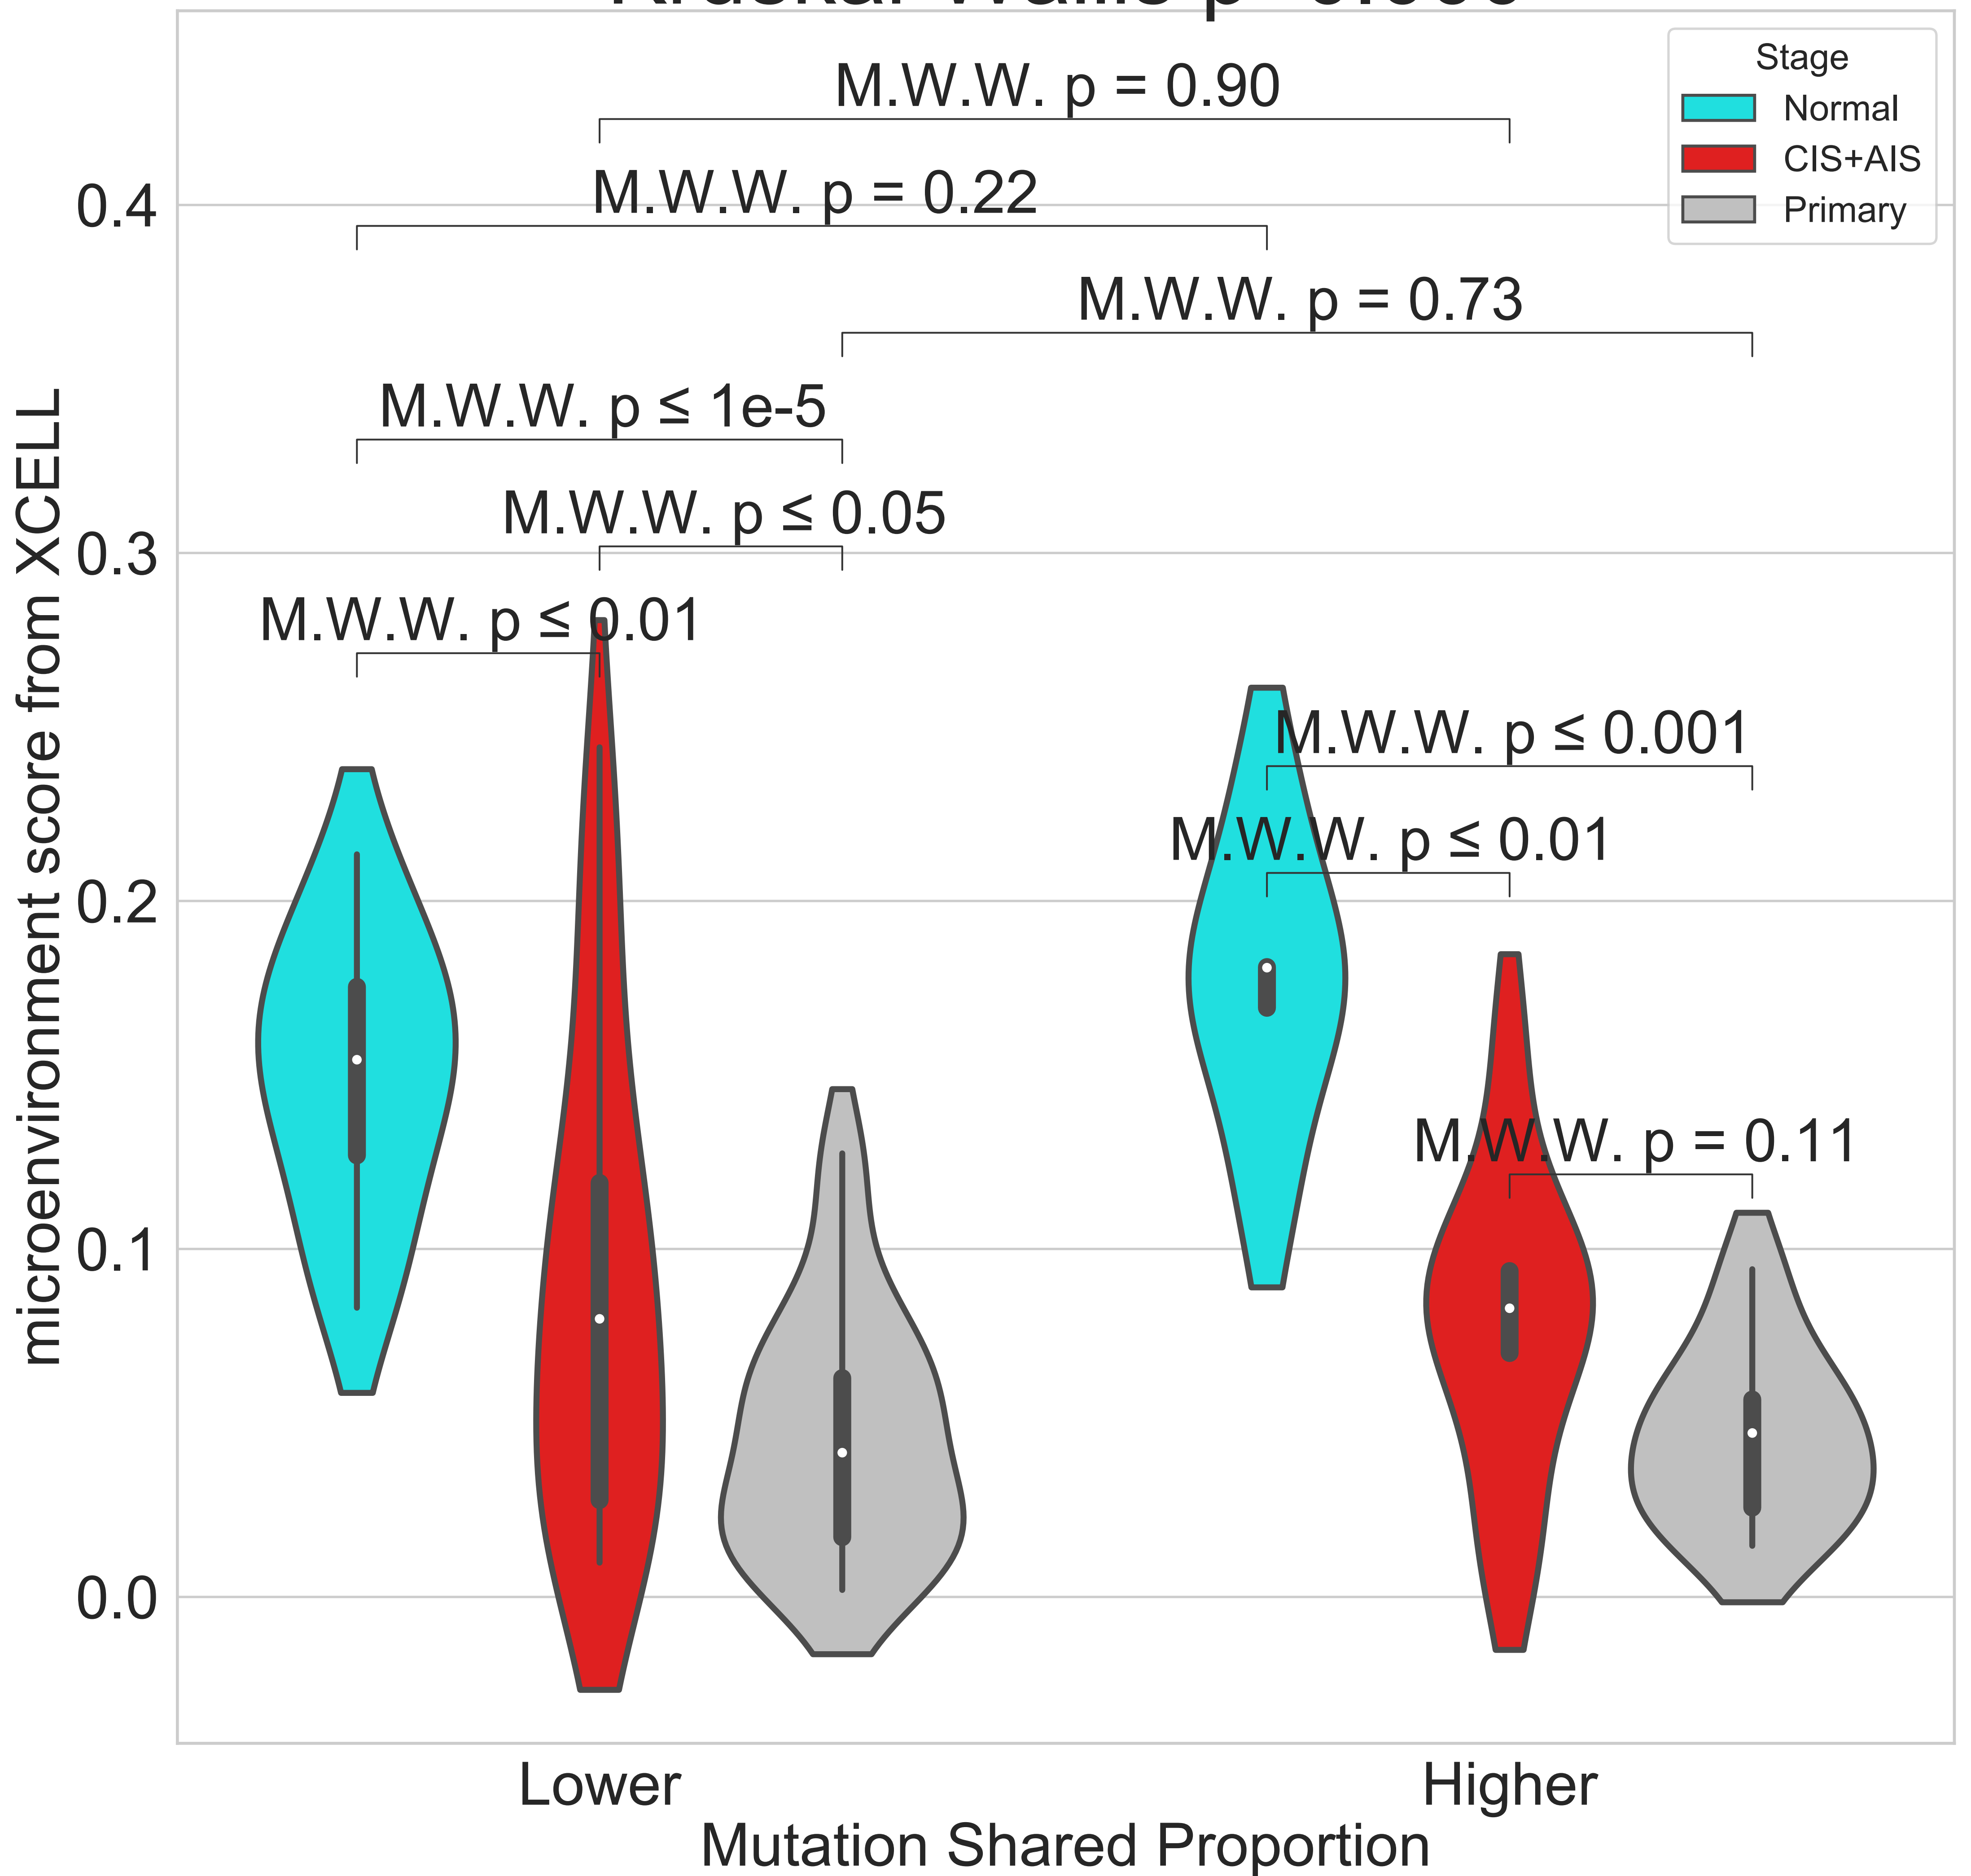 Stage
Normal
CIS+AIS
Primary
M.W.W. p = 0.90
M.W.W. p = 0.22
M.W.W. p = 0.73
M.W.W. p ≤ 1e-5
M.W.W. p ≤ 0.05
M.W.W. p ≤ 0.01
M.W.W. p ≤ 0.001
M.W.W. p ≤ 0.01
M.W.W. p = 0.11
microenvironment score from XCELL
0.4
0.3
0.2
0.1
0.0
Lower
Higher
Mutation Shared Proportion